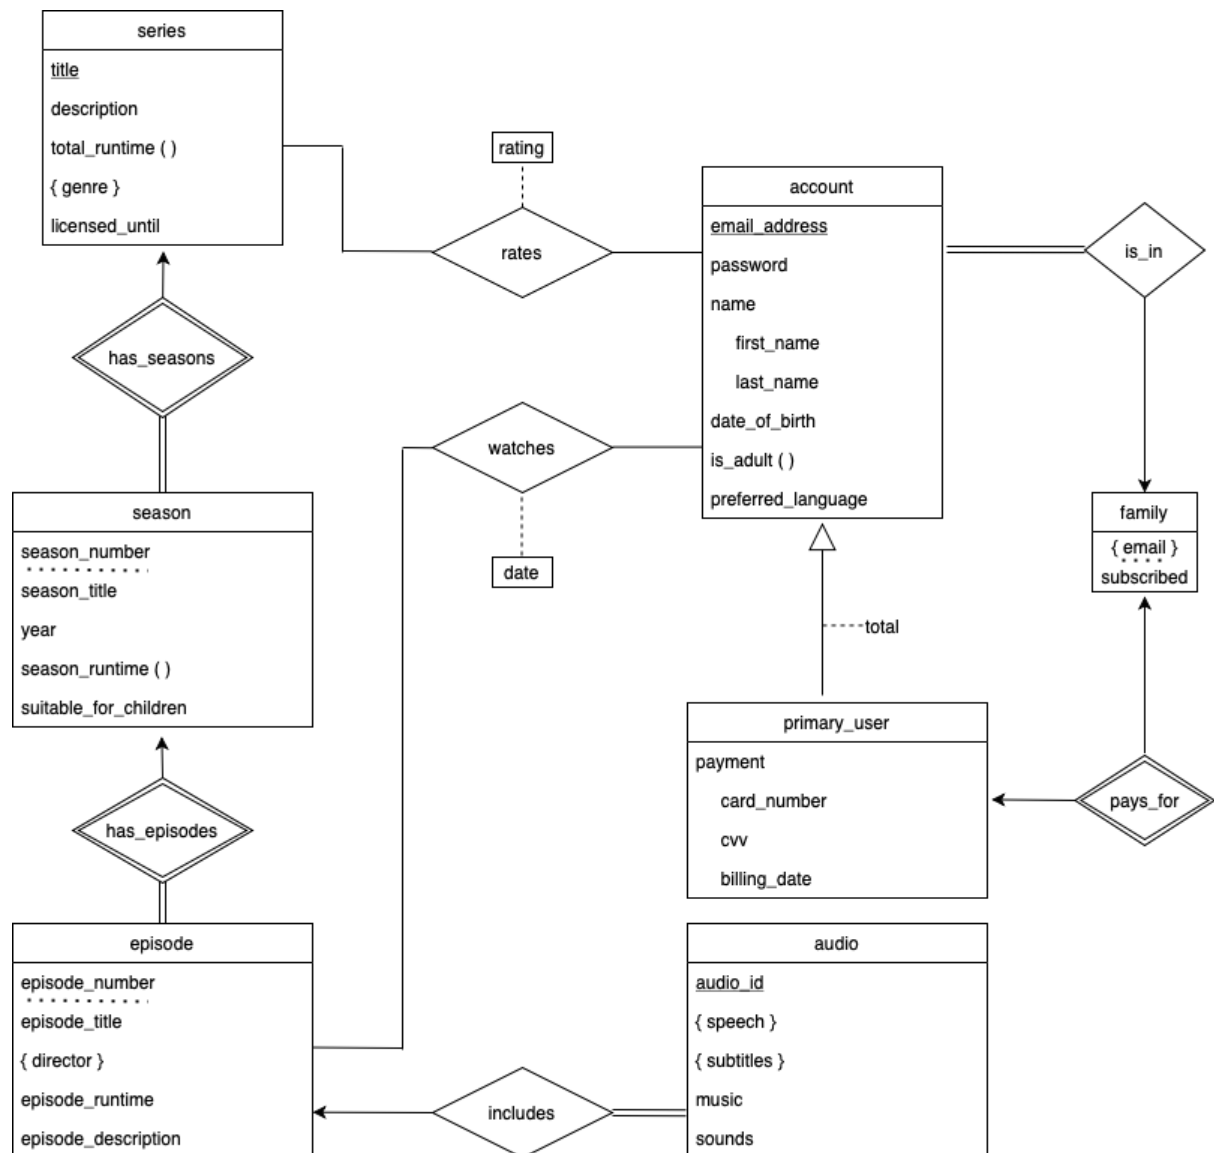 series
title
description
total_runtime ( )
{ genre }
licensed_until
rating
rates
account
email_address
password
name
first_name
last_name
date_of_birth
is_adult ( )
preferred_language
is_in
has_seasons
watches
date
season
season_number
season_title
year
season_runtime ( )
suitable_for_children
family
{ email }
subscribed
total
primary_user
payment
card_number
cvv
billing_date
pays_for
has_episodes
episode
episode_number
episode_title
{ director }
episode_runtime
episode_description
includes
audio
audio_id
{ speech }
{ subtitles }
music
sounds